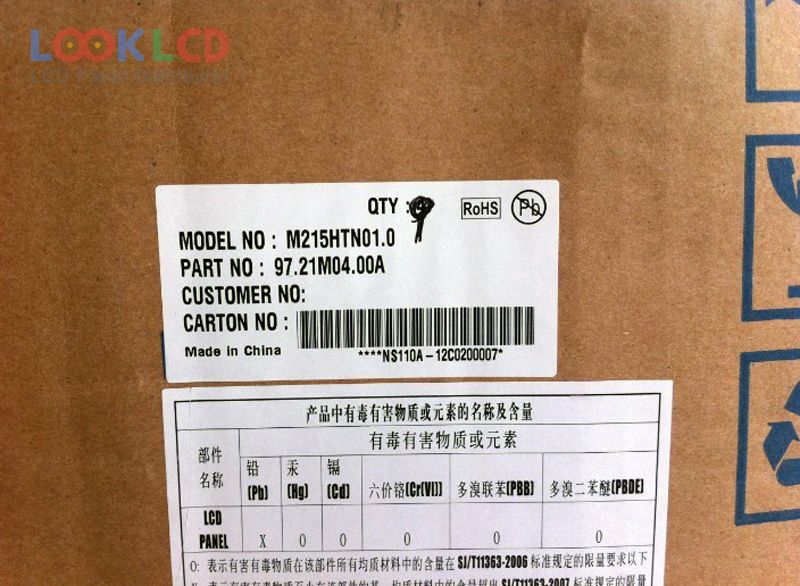 LOOKLCD
LCD Panel Distributor
QTY :
RoHS
Pb
MODEL NO : M215HTN01.0
PART NO : 97.21M04.00A
CUSTOMER NO:
CARTON NO :
Made in China
****NS110A-12C0200007*
产品中有毒有害物质或元素的名称及含量
部件名称
有毒有害物质或元素
铅(Pb) 汞(Hg) 镉(Cd) 六价铬(Cr(VI)) 多溴联苯(PBB) 多溴二苯醚(PBDE)
LCD PANEL X 0 0 0 0 0
O: 表示有害有毒物质在该部件所有均质材料中的含量在SJ/T11363-2006 标准规定的限量要求以下